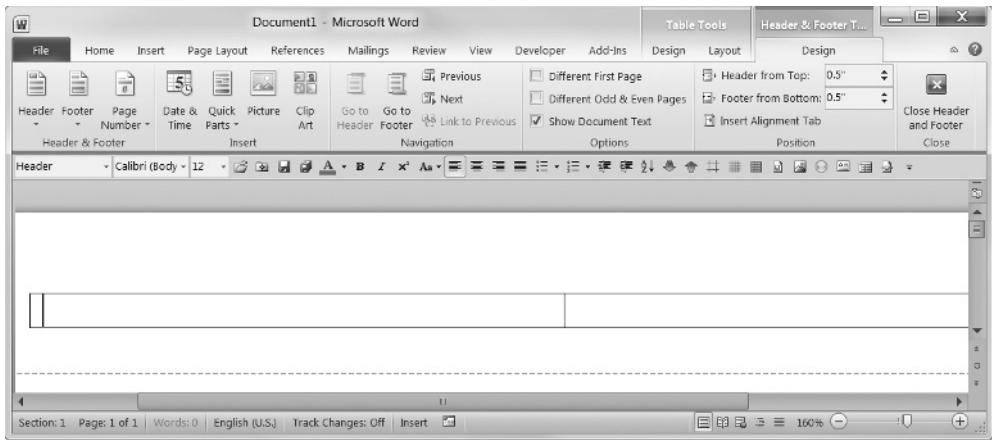 W Document1 - Microsoft Word Table Tools Header & Footer T...
File Home Insert Page Layout References Mailings Review View Developer Add-Ins Design Layout Design
Header Footer Page Number Date & Time Quick Parts Picture Clip Art Go to Header Go to Footer Previous Next Link to Previous Different First Page Different Odd & Even Pages Show Document Text Header from Top: 0.5" Footer from Bottom: 0.5" Insert Alignment Tab Close Header and Footer
Header & Footer Insert Navigation Options Position Close
Header Calibri (Body 12 A B I x² Aa
Section: 1 Page: 1 of 1 Words: 0 English (U.S.) Track Changes: Off Insert 160%